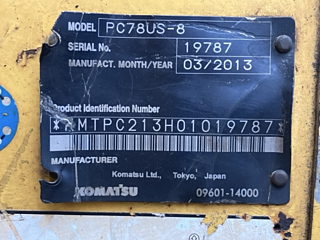 MODEL PC78US-8
SERIAL No. 19787
MANUFACT. MONTH/YEAR 03/2013
Product Identification Number
*KMTPC213H01019787*
MANUFACTURER
Komatsu Ltd., Tokyo, Japan
KOMATSU 09601-14000